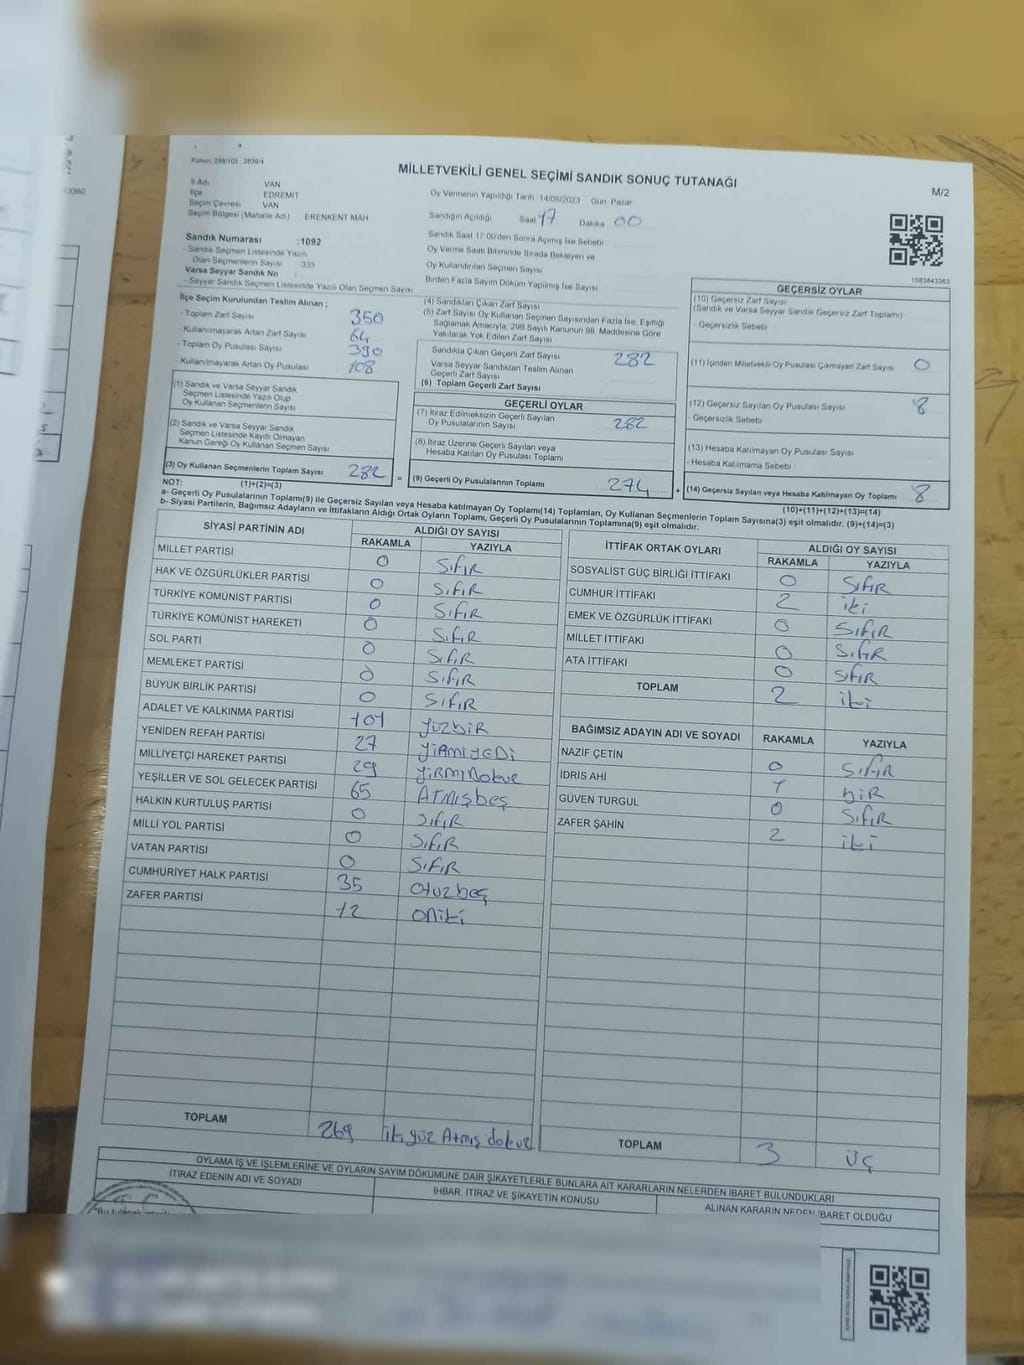 Kanun: 298/105 - 2839/4
MİLLETVEKİLİ GENEL SEÇİMİ SANDIK SONUÇ TUTANAĞI
M/2
İl Adı VAN
İlçe EDREMIT
Seçim Çevresi VAN
Seçim Bölgesi (Mahalle Adı) ERENKENT MAH
Oy Vermenin Yapıldığı Tarih :14/05/2023 Gün Pazar
Sandığın Açıldığı Saat 17 Dakika 00
Sandık Saat 17:00'den Sonra Açılmış İse Sebebi
Oy Verme Saati Bitiminde Sırada Bekleyen ve
Oy Kullandırılan Seçmen Sayısı
Birden Fazla Sayım Döküm Yapılmış İse Sayısı
1083843363
Sandık Numarası :1092
- Sandık Seçmen Listesinde Yazılı
Olan Seçmenlerin Sayısı : 335
Varsa Seyyar Sandık No
- Seyyar Sandık Seçmen Listesinde Yazılı Olan Seçmen Sayısı
İlçe Seçim Kurulundan Teslim Alınan ;
- Toplam Zarf Sayısı 350
- Kullanılmayarak Artan Zarf Sayısı 64
- Toplam Oy Pusulası Sayısı 390
- Kullanılmayarak Artan Oy Pusulası 108
(1) Sandık ve Varsa Seyyar Sandık
Seçmen Listesinde Yazılı Olup
Oy Kullanan Seçmenlerin Sayısı
(2) Sandık ve Varsa Seyyar Sandık
Seçmen Listesinde Kayıtlı Olmayan
Kanun Gereği Oy Kullanan Seçmen Sayısı
(3) Oy Kullanan Seçmenlerin Toplam Sayısı 282
(4) Sandıktan Çıkan Zarf Sayısı
(5) Zarf Sayısı Oy Kullanan Seçmen Sayısından Fazla İse, Eşitliği
Sağlamak Amacıyla, 298 Sayılı Kanunun 98. Maddesine Göre
Yakılarak Yok Edilen Zarf Sayısı
Sandıkta Çıkan Geçerli Zarf Sayısı 282
Varsa Seyyar Sandıktan Teslim Alınan
Geçerli Zarf Sayısı
(6) Toplam Geçerli Zarf Sayısı
GEÇERLİ OYLAR
(7) İtiraz Edilmeksizin Geçerli Sayılan
Oy Pusulalarının Sayısı 282
(8) İtiraz Üzerine Geçerli Sayılan veya
Hesaba Katılan Oy Pusulası Toplamı
= (9) Geçerli Oy Pusulalarının Toplamı 274
GEÇERSİZ OYLAR
(10) Geçersiz Zarf Sayısı
(Sandık ve Varsa Seyyar Sandık Geçersiz Zarf Toplamı)
- Geçersizlik Sebebi
(11) İçinden Milletvekili Oy Pusulası Çıkmayan Zarf Sayısı 0
(12) Geçersiz Sayılan Oy Pusulası Sayısı 8
- Geçersizlik Sebebi
(13) Hesaba Katılmayan Oy Pusulası Sayısı
- Hesaba Katılmama Sebebi
+ (14) Geçersiz Sayılan veya Hesaba Katılmayan Oy Toplamı 8
NOT: (1)+(2)=(3)
(10)+(11)+(12)+(13)=(14)
a- Geçerli Oy Pusulalarının Toplamı(9) ile Geçersiz Sayılan veya Hesaba katılmayan Oy Toplamı(14) Toplamları, Oy Kullanan Seçmenlerin Toplam Sayısına(3) eşit olmalıdır. (9)+(14)=(3)
b- Siyasi Partilerin, Bağımsız Adayların ve İttifakların Aldığı Ortak Oyların Toplamı, Geçerli Oy Pusulalarının Toplamına(9) eşit olmalıdır.
SİYASİ PARTİNİN ADI ALDIĞI OY SAYISI
RAKAMLA YAZIYLA
MİLLET PARTİSİ 0 Sıfır
HAK VE ÖZGÜRLÜKLER PARTİSİ 0 Sıfır
TÜRKİYE KOMÜNİST PARTİSİ 0 Sıfır
TÜRKİYE KOMÜNİST HAREKETİ 0 Sıfır
SOL PARTİ 0 Sıfır
MEMLEKET PARTİSİ 0 Sıfır
BÜYÜK BİRLİK PARTİSİ 0 Sıfır
ADALET VE KALKINMA PARTİSİ 101 yüzbir
YENİDEN REFAH PARTİSİ 27 yirmiyedi
MİLLİYETÇİ HAREKET PARTİSİ 29 yirmidokuz
YEŞİLLER VE SOL GELECEK PARTİSİ 65 Atmışbeş
HALKIN KURTULUŞ PARTİSİ 0 Sıfır
MİLLİ YOL PARTİSİ 0 Sıfır
VATAN PARTİSİ 0 Sıfır
CUMHURİYET HALK PARTİSİ 35 Otuzbeş
ZAFER PARTİSİ 12 oniki
TOPLAM 269 ikiyüz Atmış dokuz
İTTİFAK ORTAK OYLARI ALDIĞI OY SAYISI
RAKAMLA YAZIYLA
SOSYALİST GÜÇ BİRLİĞİ İTTİFAKI 0 Sıfır
CUMHUR İTTİFAKI 2 iki
EMEK VE ÖZGÜRLÜK İTTİFAKI 0 Sıfır
MİLLET İTTİFAKI 0 Sıfır
ATA İTTİFAKI 0 Sıfır
TOPLAM 2 iki
BAĞIMSIZ ADAYIN ADI VE SOYADI RAKAMLA YAZIYLA
NAZİF ÇETİN 0 Sıfır
İDRİS AHİ 1 bir
GÜVEN TURGUL 0 Sıfır
ZAFER ŞAHİN 2 iki
TOPLAM 3 üç
OYLAMA İŞ VE İŞLEMLERİNE VE OYLARIN SAYIM DÖKÜMÜNE DAİR ŞİKAYETLERLE BUNLARA AİT KARARLARIN NELERDEN İBARET BULUNDUKLARI
İTİRAZ EDENİN ADI VE SOYADI İHBAR, İTİRAZ VE ŞİKAYETİN KONUSU ALINAN KARARIN NEDEN İBARET OLDUĞU